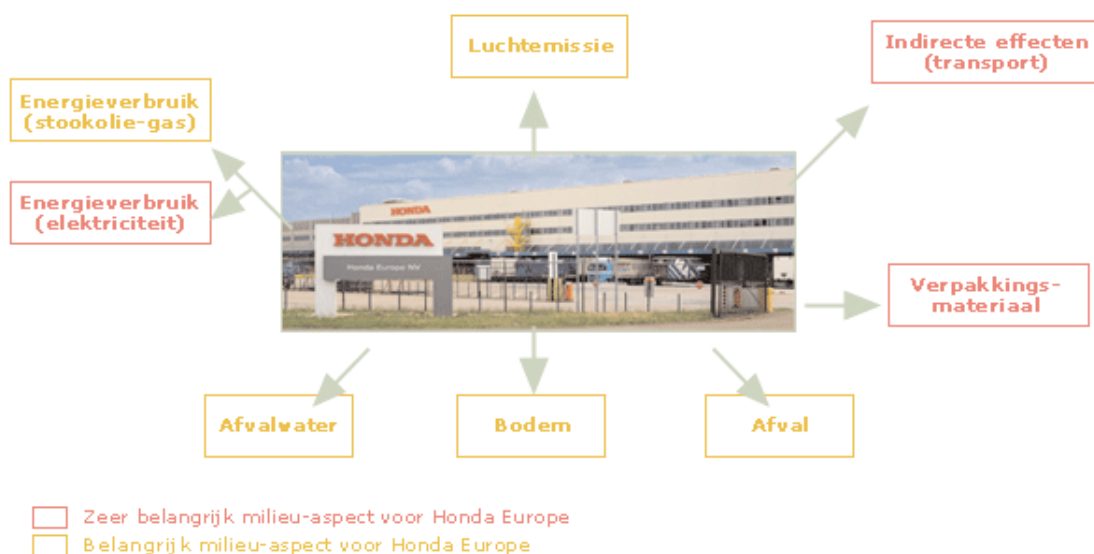 Luchtemissie
Indirecte effecten
(transport)
Energieverbruik
(stookolie-gas)
Energieverbruik
(elektriciteit)
HONDA
HONDA
Honda Europe NV
Verpakkings-
materiaal
Afvalwater
Bodem
Afval
Zeer belangrijk milieu-aspect voor Honda Europe
Belangrijk milieu-aspect voor Honda Europe